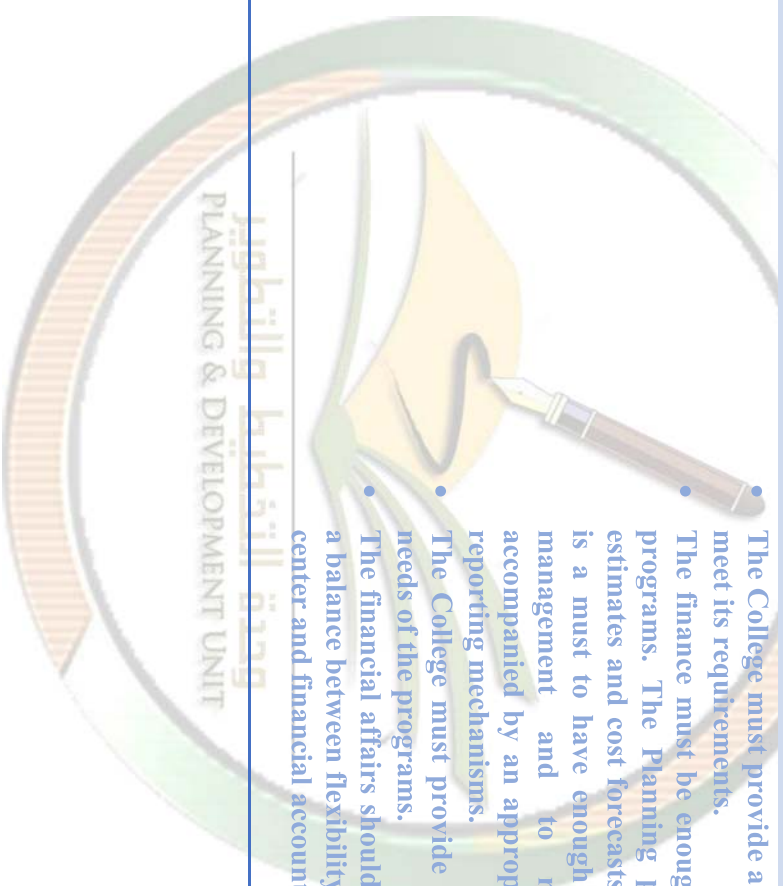 • The College must provide a
meet its requirements.
• The finance must be enoug
programs. The Planning
estimates and cost forecasts
is a must to have enough
management and to
accompanied by an approp
reporting mechanisms.
• The College must provide
needs of the programs.
• The financial affairs should
a balance between flexibility
center and financial accoun
وحدة التخطيط والتطوير
PLANNING & DEVELOPMENT UNIT